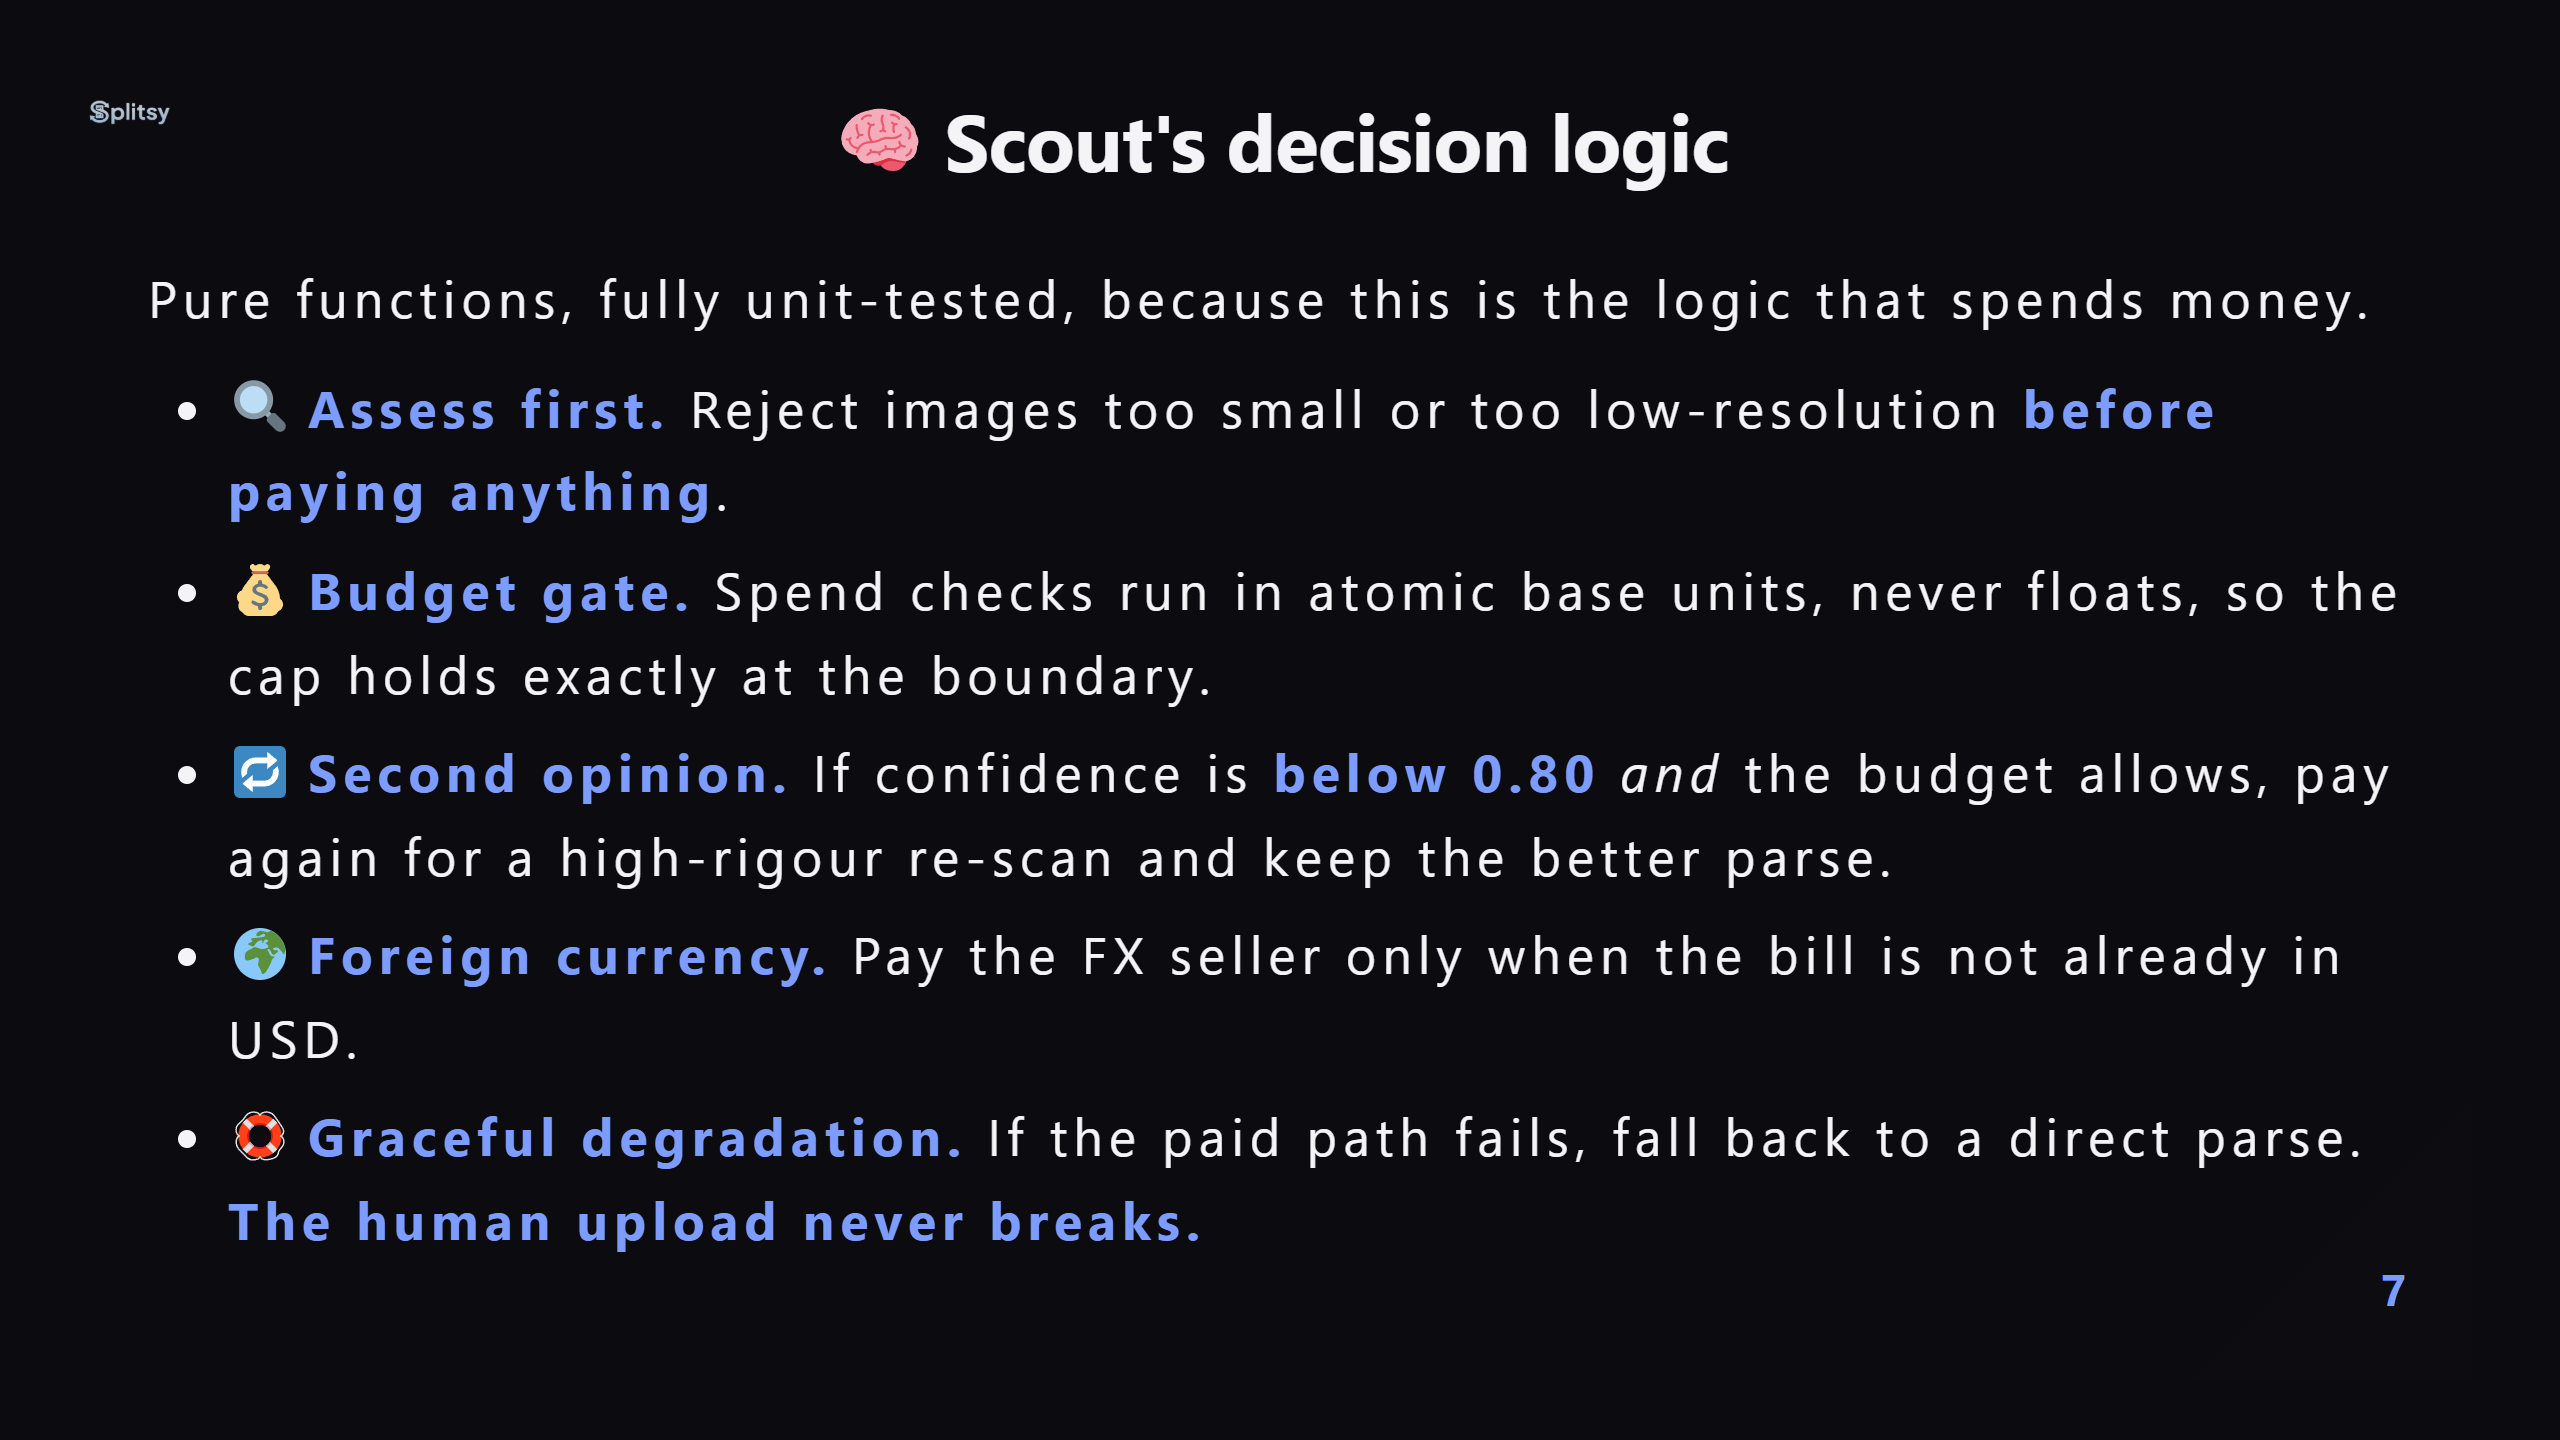 Splitsy
🧠 Scout's decision logic
Pure functions, fully unit-tested, because this is the logic that spends money.
• 🔍 Assess first. Reject images too small or too low-resolution before
paying anything.
• 💰 Budget gate. Spend checks run in atomic base units, never floats, so the
cap holds exactly at the boundary.
• 🔁 Second opinion. If confidence is below 0.80 and the budget allows, pay
again for a high-rigour re-scan and keep the better parse.
• 🌍 Foreign currency. Pay the FX seller only when the bill is not already in
USD.
• 🛟 Graceful degradation. If the paid path fails, fall back to a direct parse.
The human upload never breaks.
7